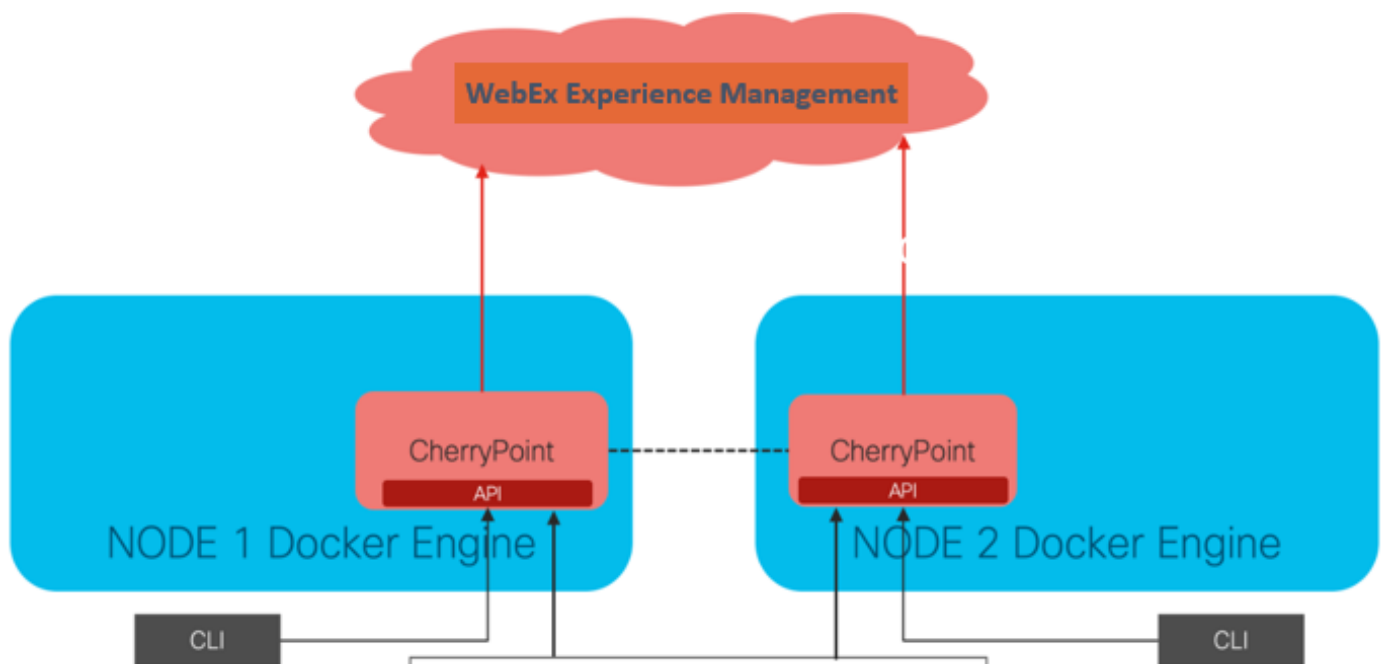 WebEx Experience Management
CherryPoint
API
NODE 1 Docker Engine
CherryPoint
API
NODE 2 Docker Engine
CLI
CLI